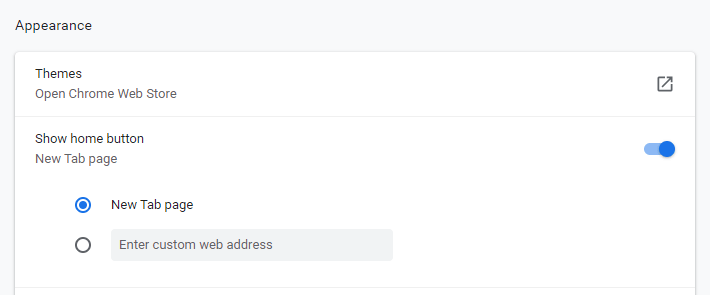 Appearance
Themes
Open Chrome Web Store
Show home button
New Tab page
New Tab page
Enter custom web address